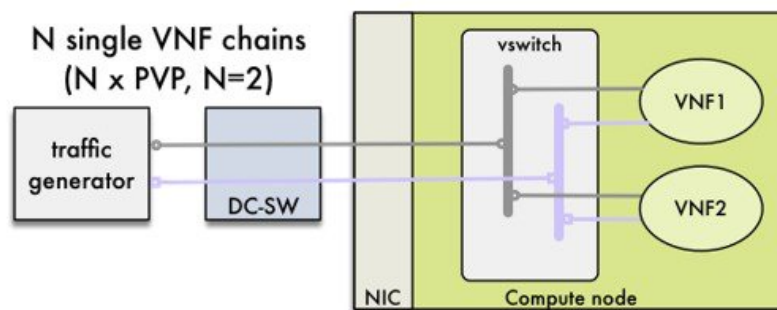 N single VNF chains
(N x PVP, N=2)
traffic
generator
DC-SW
NIC
vswitch
VNF1
VNF2
Compute node